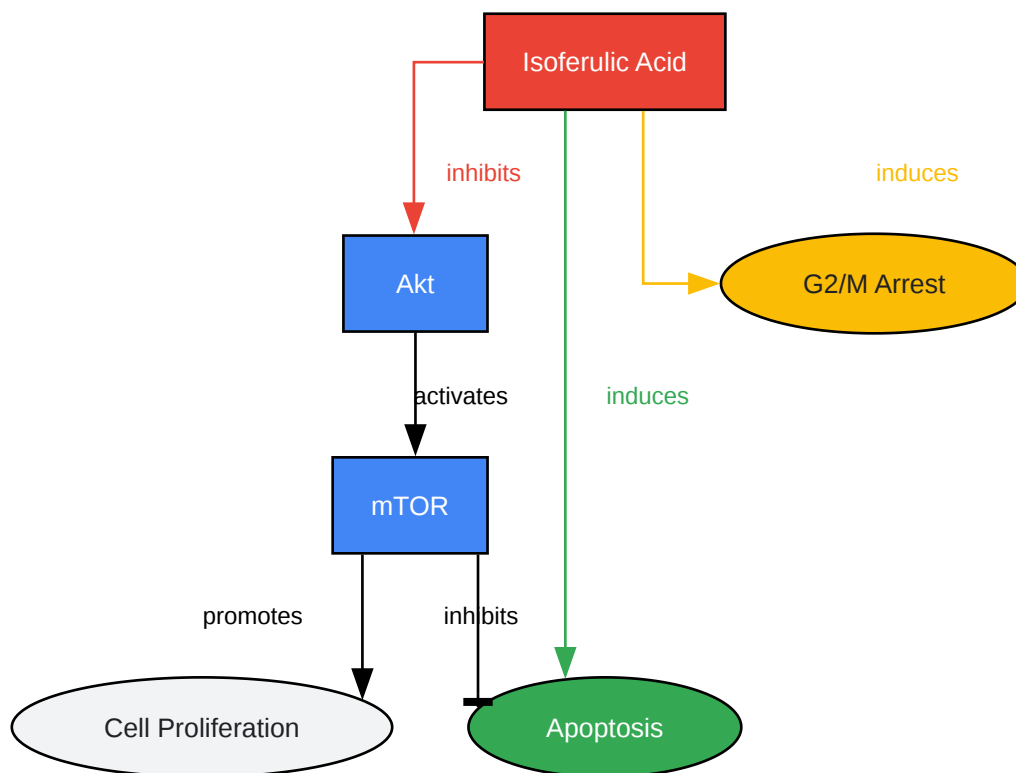 Isoferulic Acid
inhibits
induces
Akt
G2/M Arrest
activates
induces
mTOR
promotes
inhibits
Cell Proliferation
Apoptosis